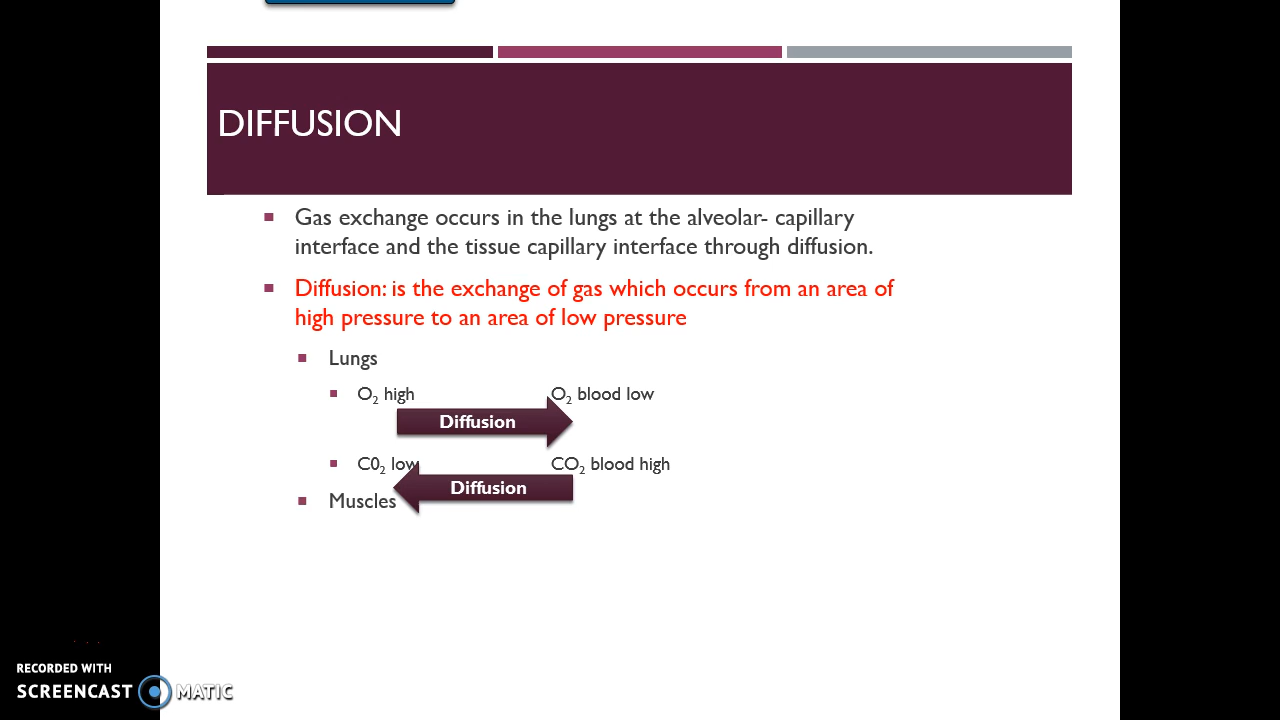 DIFFUSION
Gas exchange occurs in the lungs at the alveolar- capillary
interface and the tissue capillary interface through diffusion.
Diffusion: is the exchange of gas which occurs from an area of
high pressure to an area of low pressure
Lungs
O₂ high O₂ blood low
Diffusion
C0₂ low CO₂ blood high
Diffusion
Muscles
RECORDED WITH
SCREENCAST MATIC